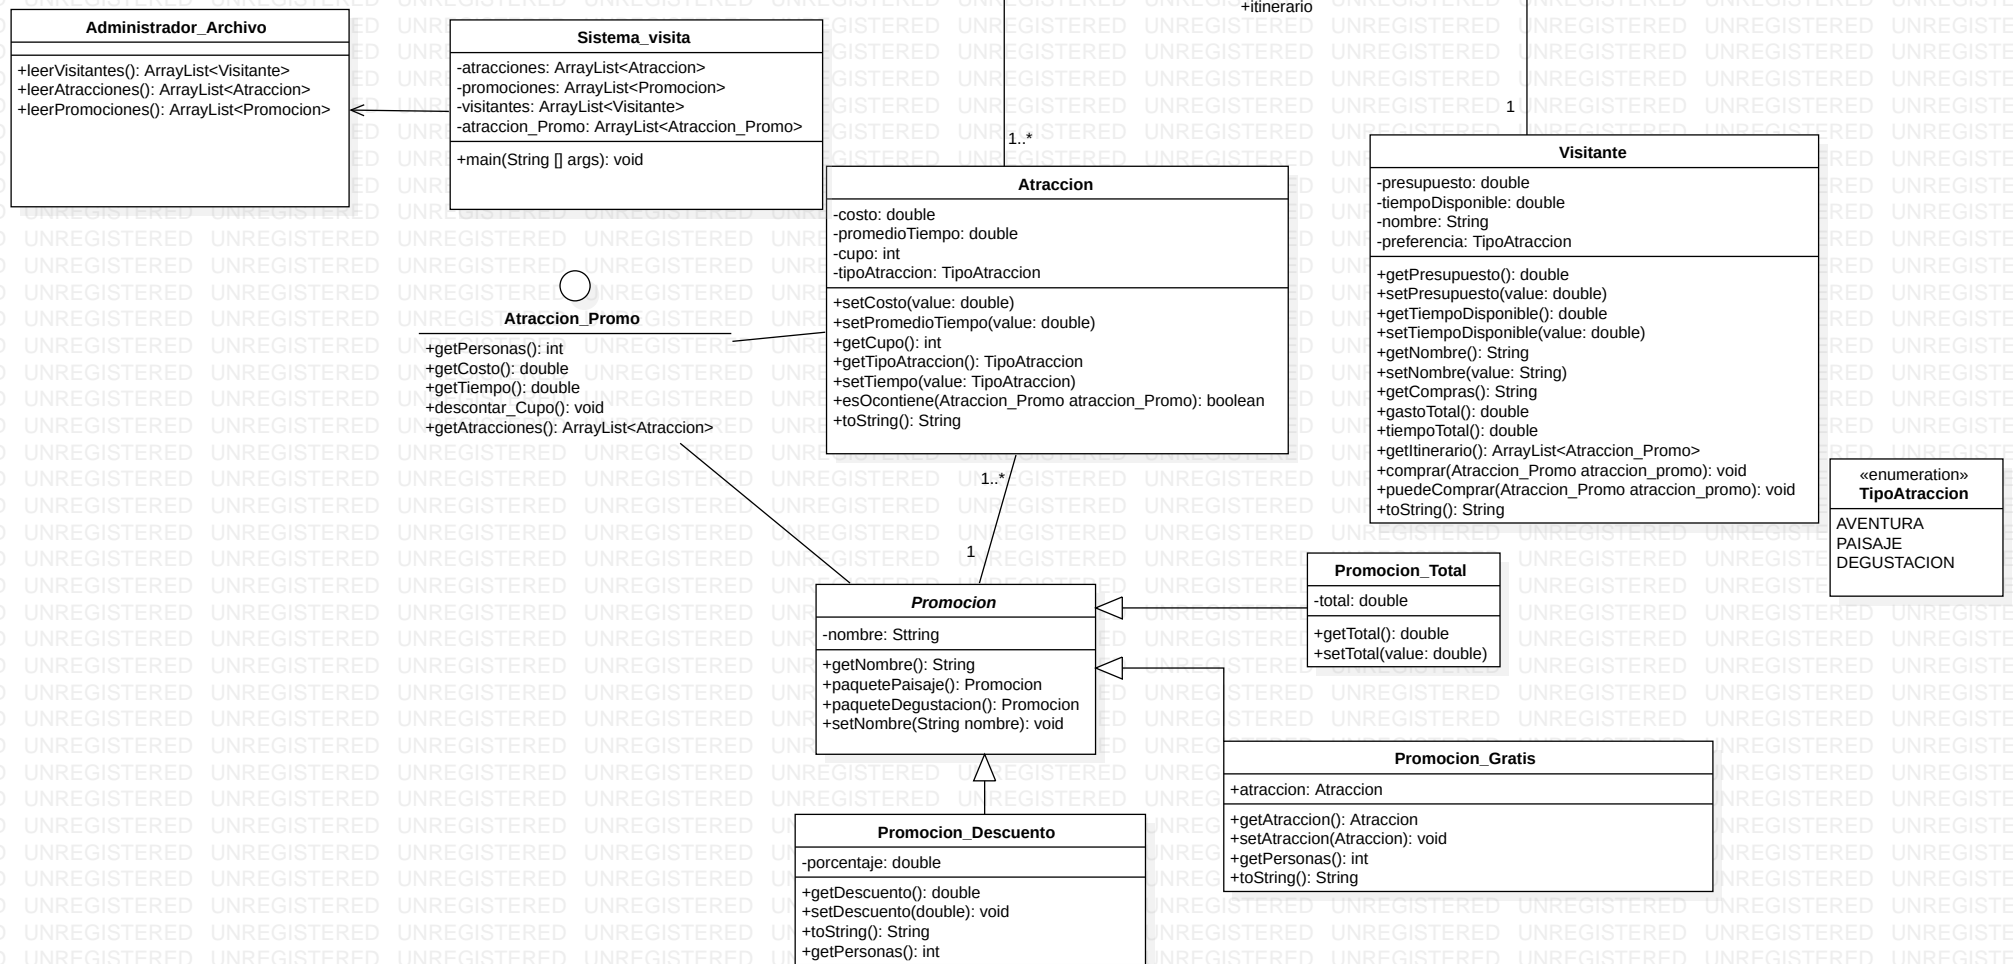 +itinerario
Administrador_Archivo
+leerVisitantes(): ArrayList<Visitante>
+leerAtracciones(): ArrayList<Atraccion>
+leerPromociones(): ArrayList<Promocion>
Sistema_visita
-atracciones: ArrayList<Atraccion>
-promociones: ArrayList<Promocion>
-visitantes: ArrayList<Visitante>
-atraccion_Promo: ArrayList<Atraccion_Promo>
+main(String [] args): void
1..*
1
Atraccion
-costo: double
-promedioTiempo: double
-cupo: int
-tipoAtraccion: TipoAtraccion
+setCosto(value: double)
+setPromedioTiempo(value: double)
+getCupo(): int
+getTipoAtraccion(): TipoAtraccion
+setTiempo(value: TipoAtraccion)
+esOcontiene(Atraccion_Promo atraccion_Promo): boolean
+toString(): String
Visitante
-presupuesto: double
-tiempoDisponible: double
-nombre: String
-preferencia: TipoAtraccion
+getPresupuesto(): double
+setPresupuesto(value: double)
+getTiempoDisponible(): double
+setTiempoDisponible(value: double)
+getNombre(): String
+setNombre(value: String)
+getCompras(): String
+gastoTotal(): double
+tiempoTotal(): double
+getItinerario(): ArrayList<Atraccion_Promo>
+comprar(Atraccion_Promo atraccion_promo): void
+puedeComprar(Atraccion_Promo atraccion_promo): void
+toString(): String
Atraccion_Promo
+getPersonas(): int
+getCosto(): double
+getTiempo(): double
+descontar_Cupo(): void
+getAtracciones(): ArrayList<Atraccion>
«enumeration»
TipoAtraccion
AVENTURA
PAISAJE
DEGUSTACION
1..*
1
Promocion
-nombre: Sttring
+getNombre(): String
+paquetePaisaje(): Promocion
+paqueteDegustacion(): Promocion
+setNombre(String nombre): void
Promocion_Total
-total: double
+getTotal(): double
+setTotal(value: double)
Promocion_Gratis
+atraccion: Atraccion
+getAtraccion(): Atraccion
+setAtraccion(Atraccion): void
+getPersonas(): int
+toString(): String
Promocion_Descuento
-porcentaje: double
+getDescuento(): double
+setDescuento(double): void
+toString(): String
+getPersonas(): int
UNREGISTERED